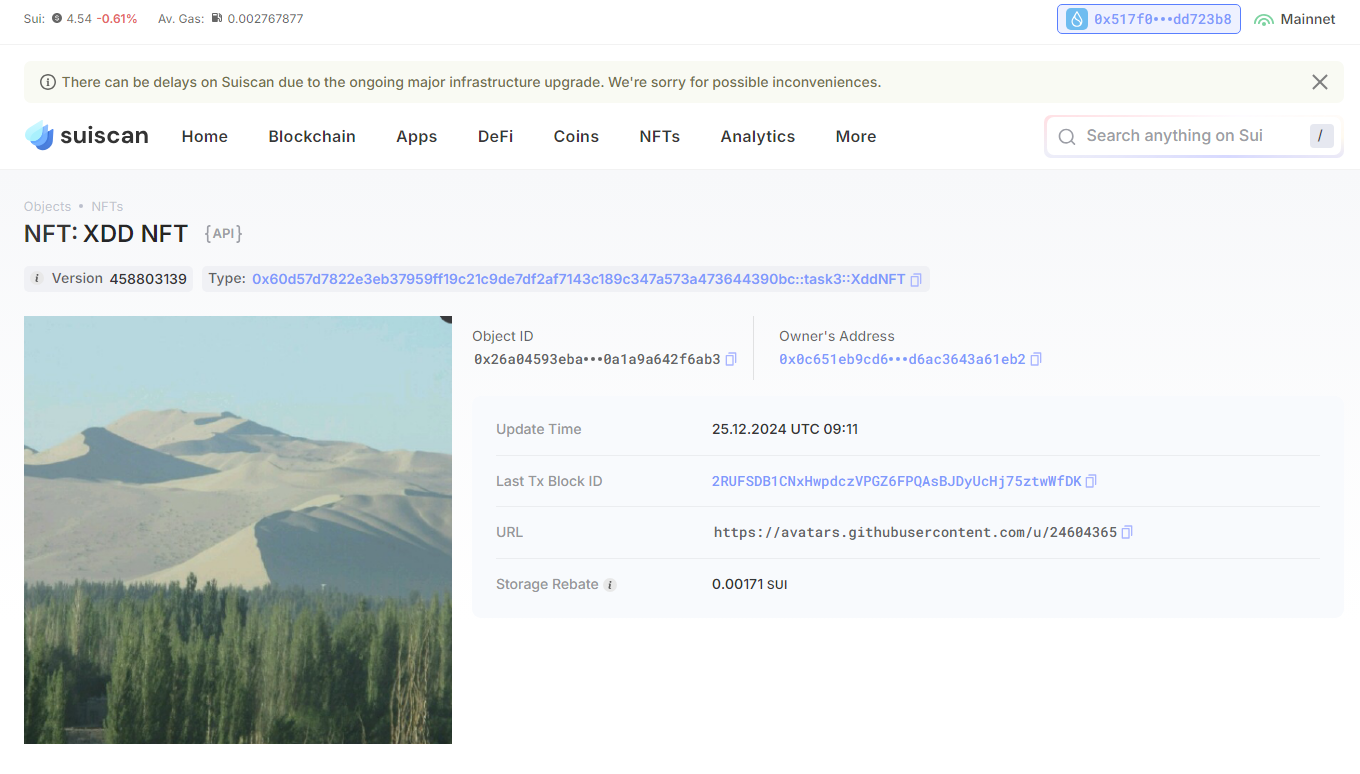 Sui: 4.54 -0.61% Av. Gas: 0.002767877 0x517f0•••dd723b8 Mainnet
There can be delays on Suiscan due to the ongoing major infrastructure upgrade. We're sorry for possible inconveniences.
suiscan Home Blockchain Apps DeFi Coins NFTs Analytics More Search anything on Sui /
Objects • NFTs
NFT: XDD NFT {API}
i Version 458803139 Type: 0x60d57d7822e3eb37959ff19c21c9de7df2af7143c189c347a573a473644390bc::task3::XddNFT
Object ID Owner's Address
0x26a04593eba•••0a1a9a642f6ab3 0x0c651eb9cd6•••d6ac3643a61eb2
Update Time 25.12.2024 UTC 09:11
Last Tx Block ID 2RUFSDB1CNxHwpdczVPGZ6FPQAsBJDyUcHj75ztwWfDK
URL https://avatars.githubusercontent.com/u/24604365
Storage Rebate i 0.00171 SUI